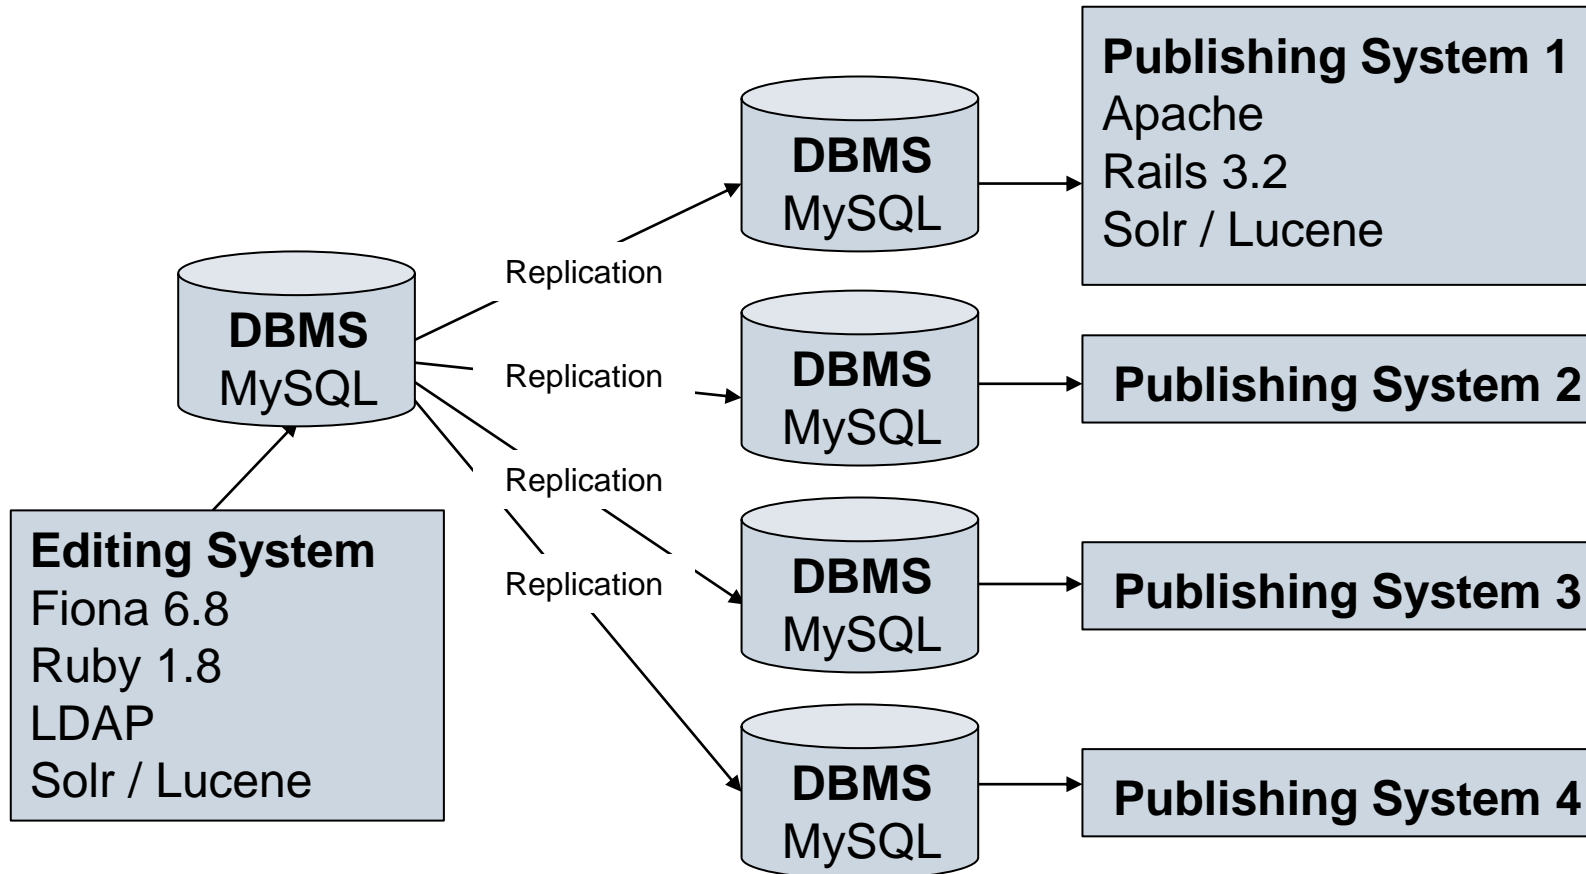 Publishing System 1
Apache
Rails 3.2
Solr / Lucene
DBMS
MySQL
Replication
DBMS
MySQL
Replication
DBMS
MySQL
Publishing System 2
Replication
Editing System
Fiona 6.8
Ruby 1.8
LDAP
Solr / Lucene
Replication
DBMS
MySQL
Publishing System 3
DBMS
MySQL
Publishing System 4